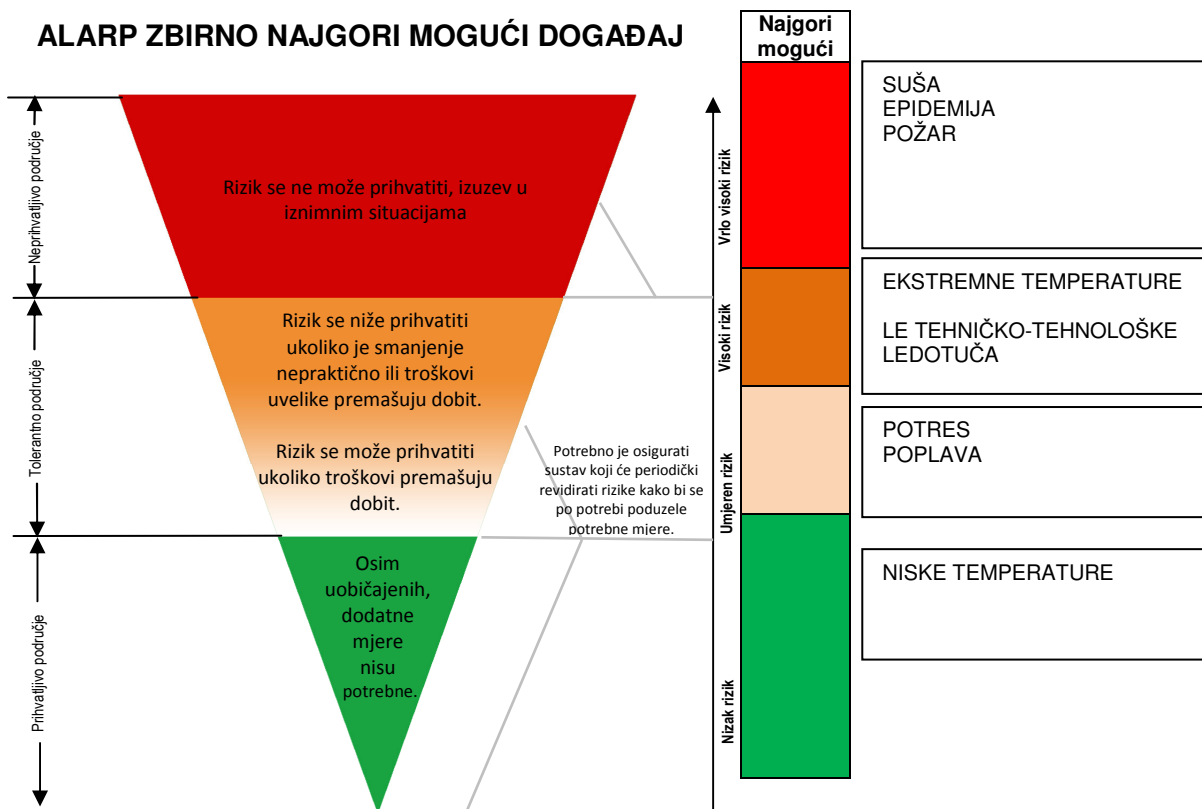 ALARP ZBIRNO NAJGORI MOGUĆI DOGAĐAJ
Neprihvatljivo područje
Tolerantno područje
Prihvatljivo područje
Rizik se ne može prihvatiti, izuzev u
iznimnim situacijama
Rizik se niže prihvatiti
ukoliko je smanjenje
nepraktično ili troškovi
uvelike premašuju dobit.
Rizik se može prihvatiti
ukoliko troškovi premašuju
dobit.
Osim
uobičajenih,
dodatne
mjere
nisu
potrebne.
Potrebno je osigurati
sustav koji će periodički
revidirati rizike kako bi se
po potrebi poduzele
potrebne mjere.
Vrlo visoki rizik
Visoki rizik
Umjeren rizik
Nizak rizik
Najgori
mogući
SUŠA
EPIDEMIJA
POŽAR
EKSTREMNE TEMPERATURE
LE TEHNIČKO-TEHNOLOŠKE
LEDOTUČA
POTRES
POPLAVA
NISKE TEMPERATURE